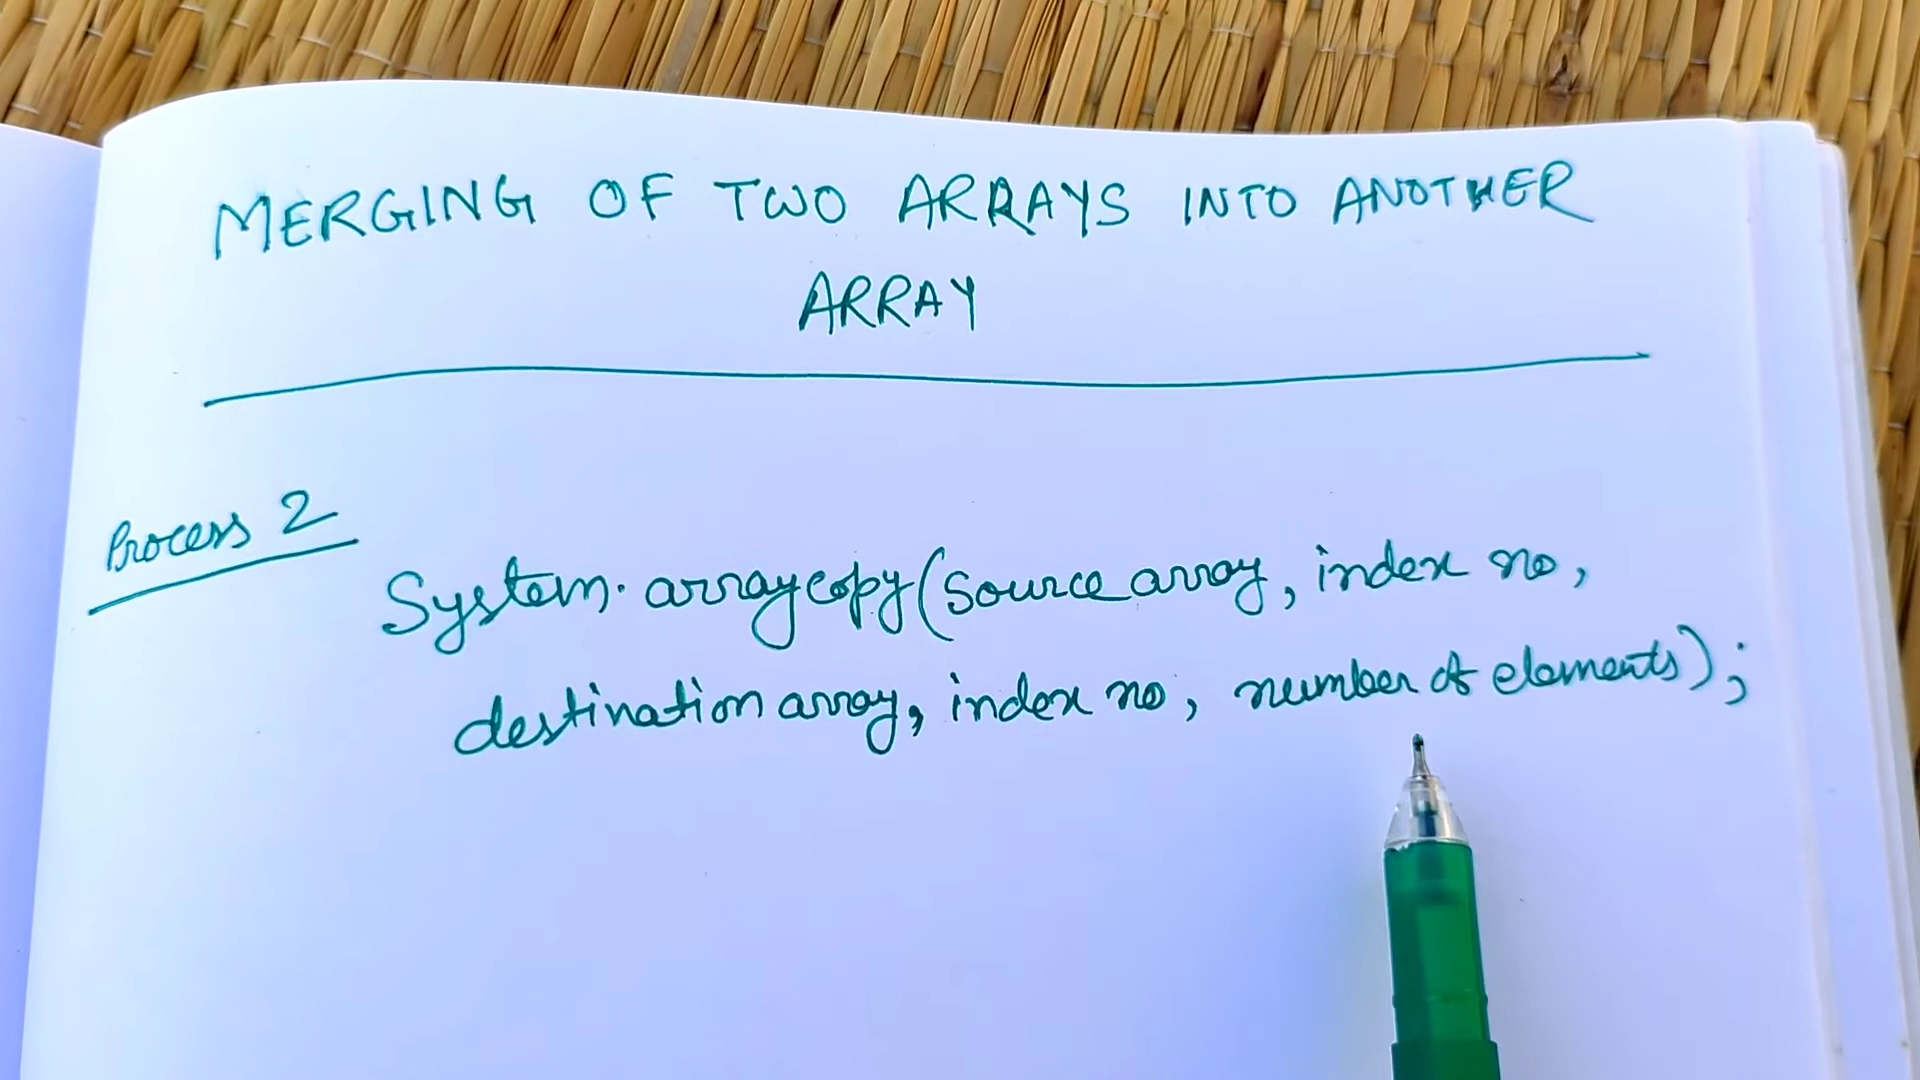 MERGING OF TWO ARRAYS INTO ANOTHER
ARRAY
Process 2
System.arraycopy(Source array, index no,
destination array, index no, number of elements);